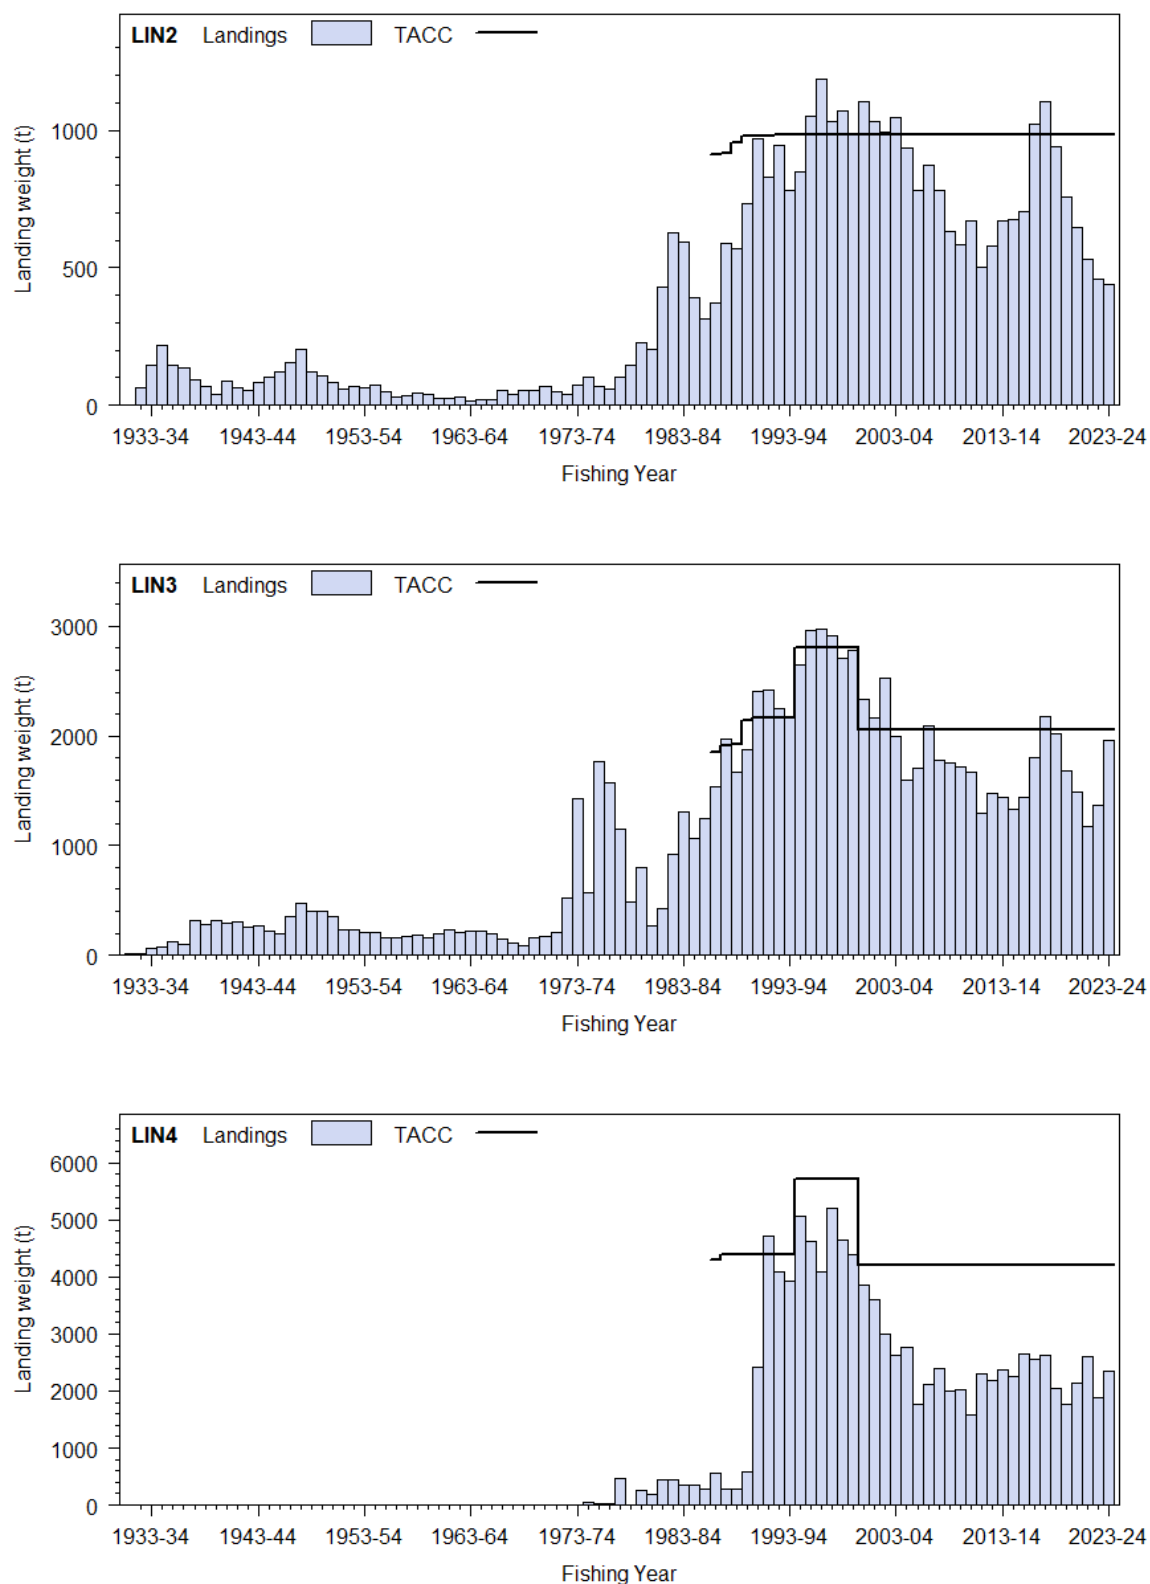 LIN2 Landings TACC
Landing weight (t)
1000
500
0
1933-34 1943-44 1953-54 1963-64 1973-74 1983-84 1993-94 2003-04 2013-14 2023-24
Fishing Year
LIN3 Landings TACC
Landing weight (t)
3000
2000
1000
0
1933-34 1943-44 1953-54 1963-64 1973-74 1983-84 1993-94 2003-04 2013-14 2023-24
Fishing Year
LIN4 Landings TACC
Landing weight (t)
6000
5000
4000
3000
2000
1000
0
1933-34 1943-44 1953-54 1963-64 1973-74 1983-84 1993-94 2003-04 2013-14 2023-24
Fishing Year